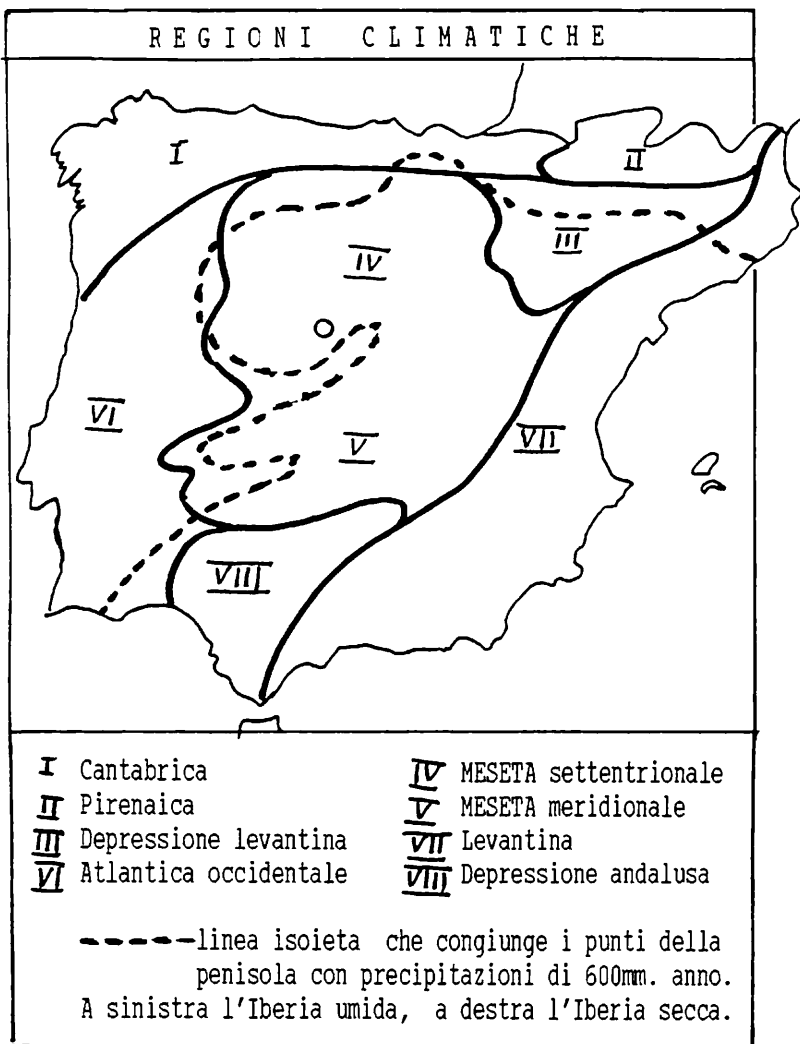 REGIONI CLIMATICHE
I
II
III
IV
VI
V
VII
VIII
I Cantabrica
II Pirenaica
III Depressione levantina
VI Atlantica occidentale
IV MESETA settentrionale
V MESETA meridionale
VII Levantina
VIII Depressione andalusa
linea isoieta che congiunge i punti della
penisola con precipitazioni di 600mm. anno.
A sinistra l'Iberia umida, a destra l'Iberia secca.